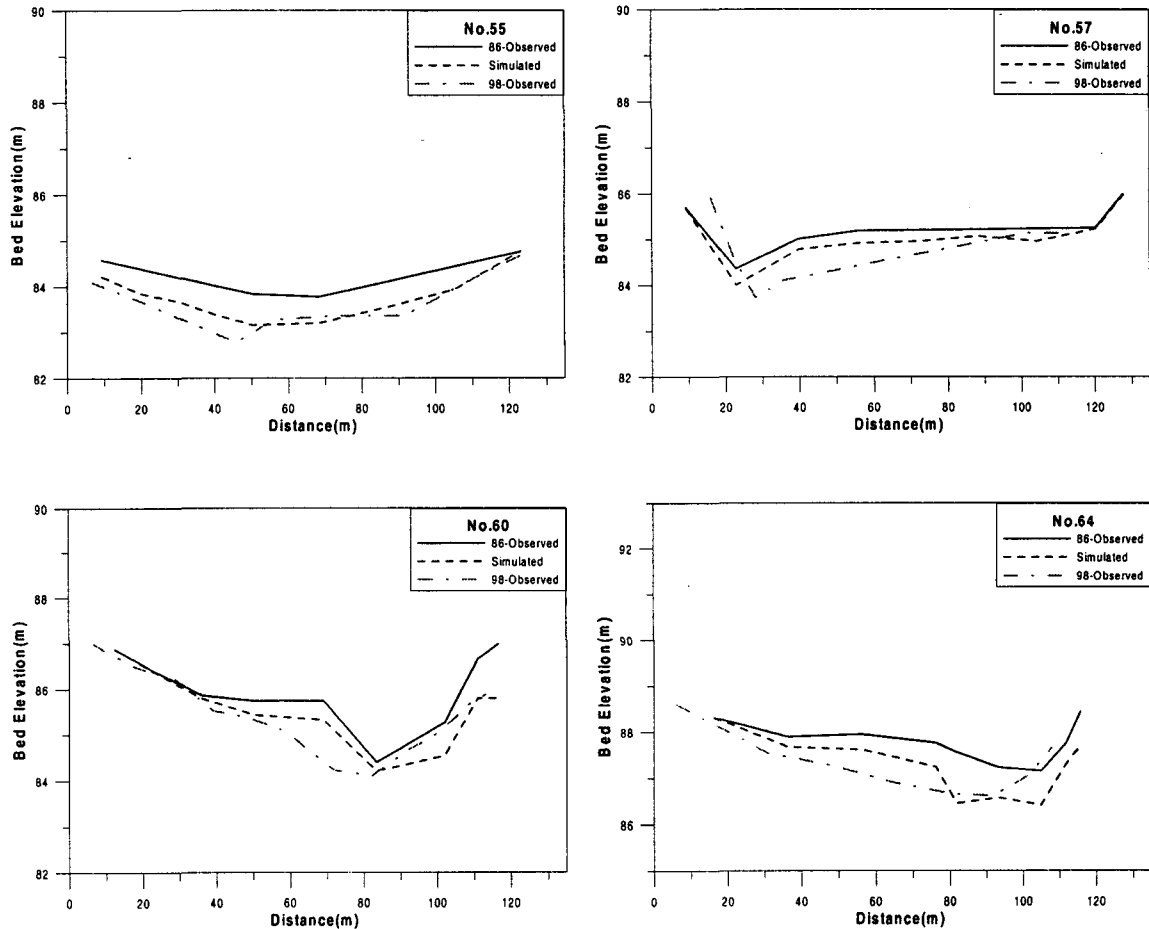 No.55
86-Observed
Simulated
98-Observed
90
88
86
84
82
Bed Elevation(m)
0 20 40 60 80 100 120
Distance(m)
No.57
86-Observed
Simulated
98-Observed
90
88
86
84
82
Bed Elevation(m)
0 20 40 60 80 100 120
Distance(m)
No.60
86-Observed
Simulated
98-Observed
90
88
86
84
82
Bed Elevation(m)
0 20 40 60 80 100 120
Distance(m)
No.64
86-Observed
Simulated
98-Observed
92
90
88
86
Bed Elevation(m)
0 20 40 60 80 100 120
Distance(m)